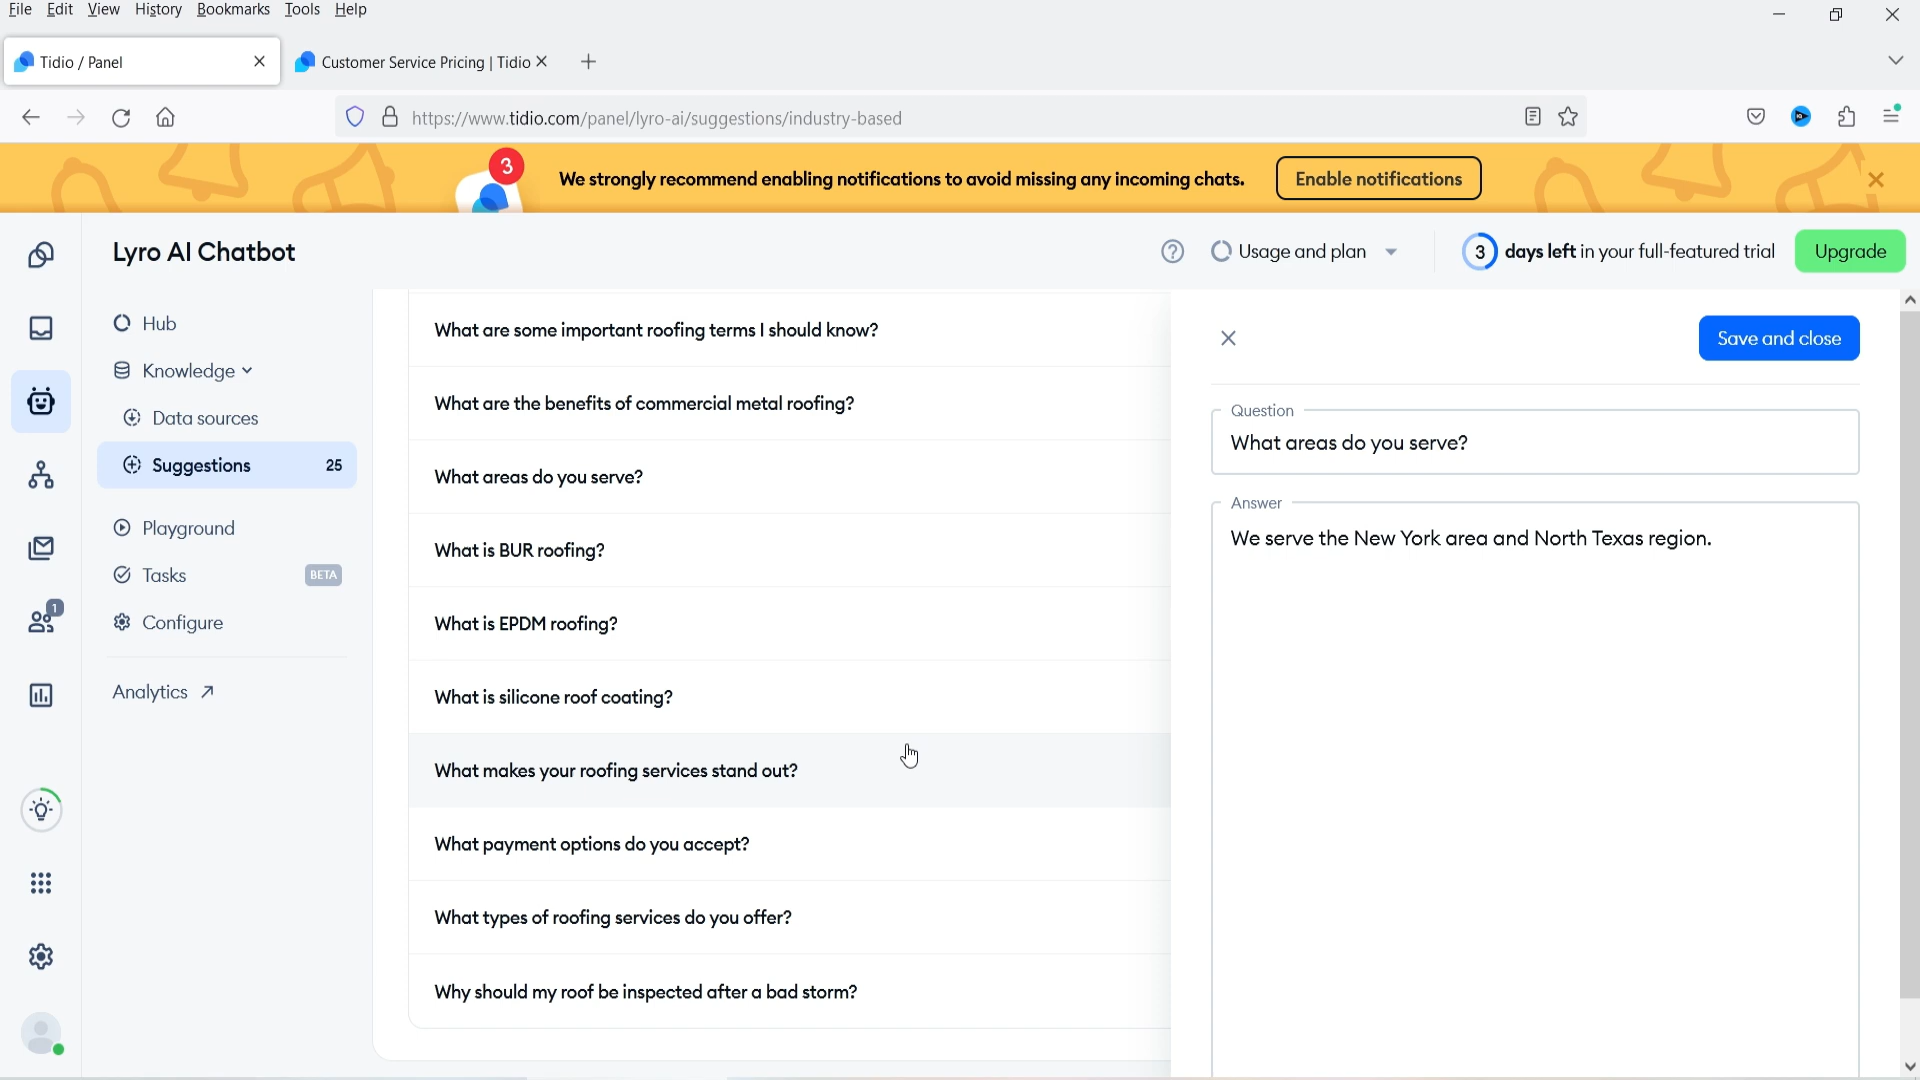 File Edit View History Bookmarks Tools Help
Tidio / Panel
Customer Service Pricing | Tidio
https://www.tidio.com/panel/lyro-ai/suggestions/industry-based
3
We strongly recommend enabling notifications to avoid missing any incoming chats.
Enable notifications
Lyro AI Chatbot
Usage and plan
3 days left in your full-featured trial
Upgrade
Hub
Knowledge
Data sources
Suggestions 25
Playground
Tasks BETA
Configure
Analytics
1
What are some important roofing terms I should know?
What are the benefits of commercial metal roofing?
What areas do you serve?
What is BUR roofing?
What is EPDM roofing?
What is silicone roof coating?
What makes your roofing services stand out?
What payment options do you accept?
What types of roofing services do you offer?
Why should my roof be inspected after a bad storm?
Save and close
Question
What areas do you serve?
Answer
We serve the New York area and North Texas region.